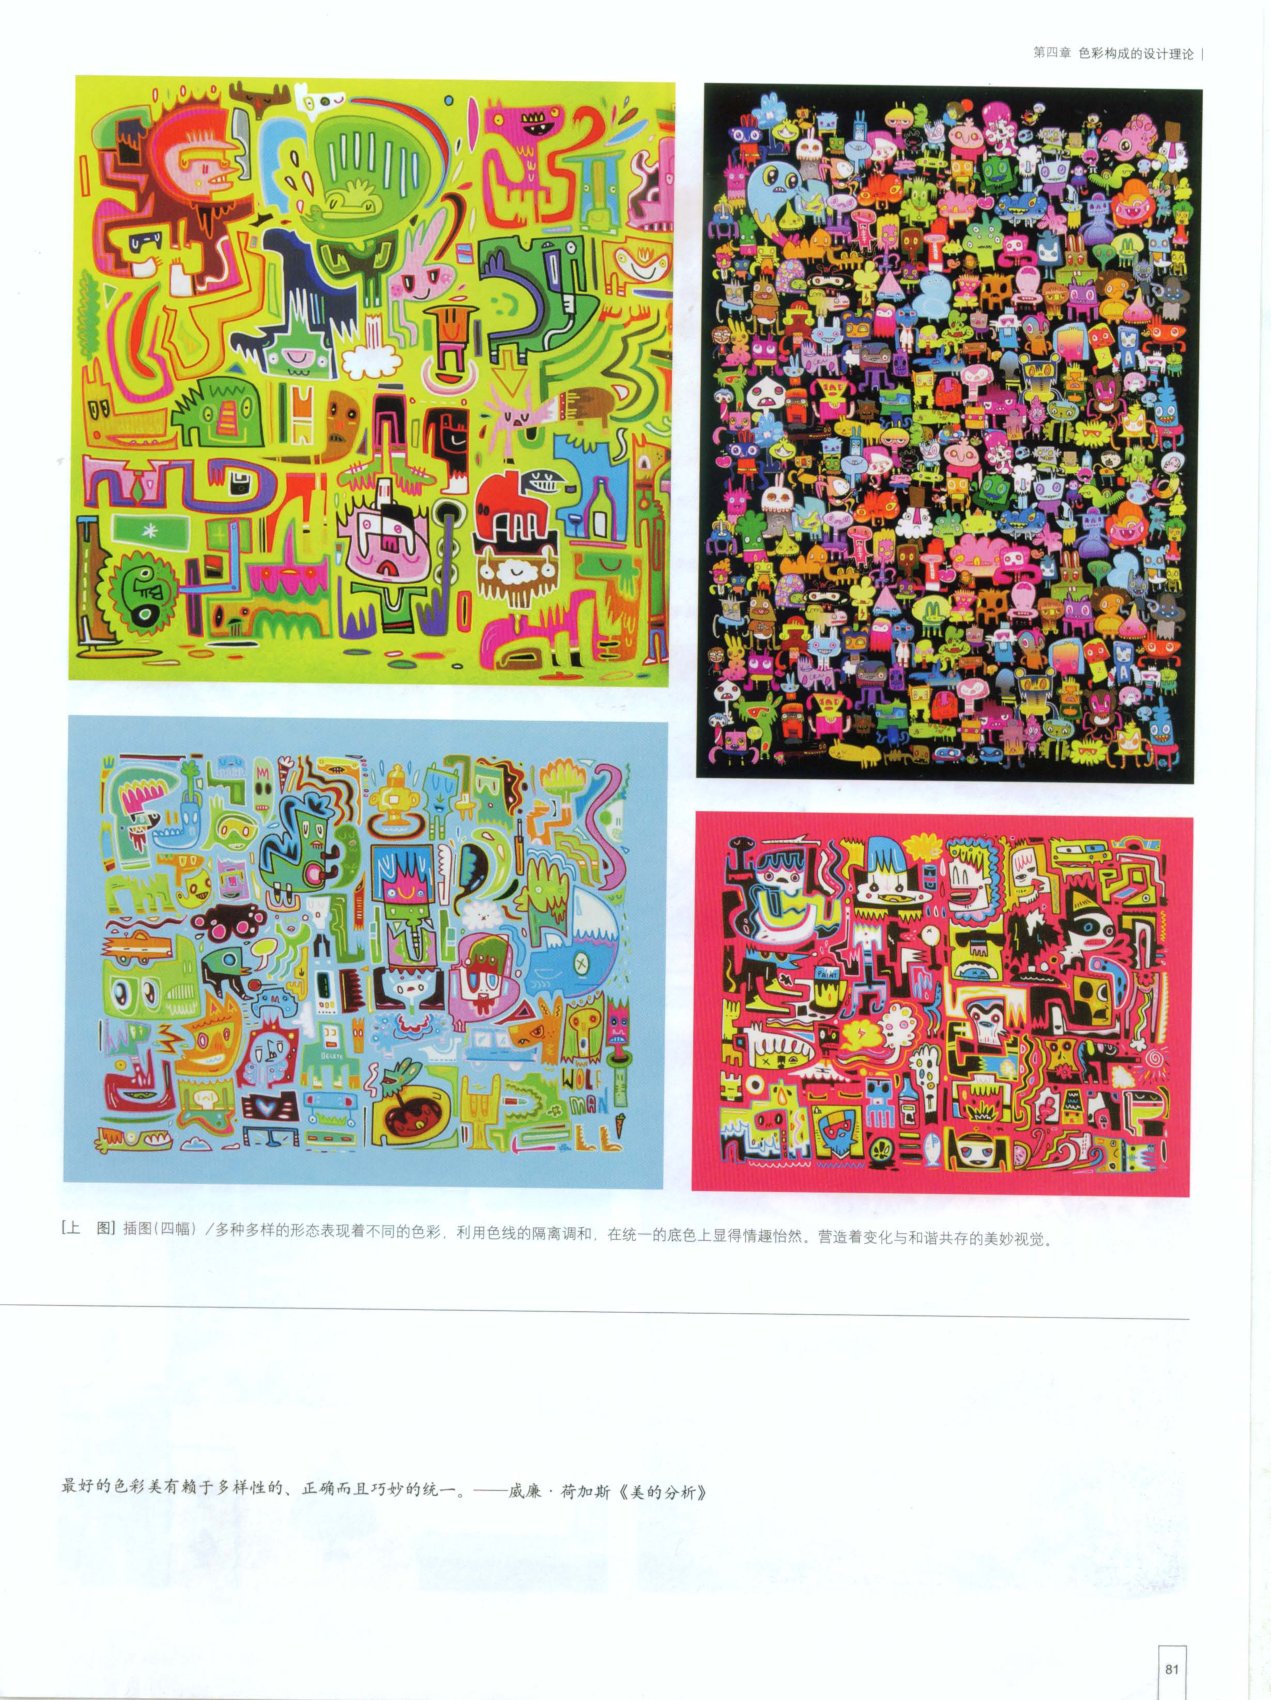 第四章 色彩构成的设计理论
PAINT
DELETE
WOLF
MAN
[上 图] 插图(四幅) /多种多样的形态表现着不同的色彩，利用色线的隔离调和，在统一的底色上显得情趣怡然。营造着变化与和谐共存的美妙视觉。
最好的色彩美有赖于多样性的、正确而且巧妙的统一。——威廉·荷加斯《美的分析》
81